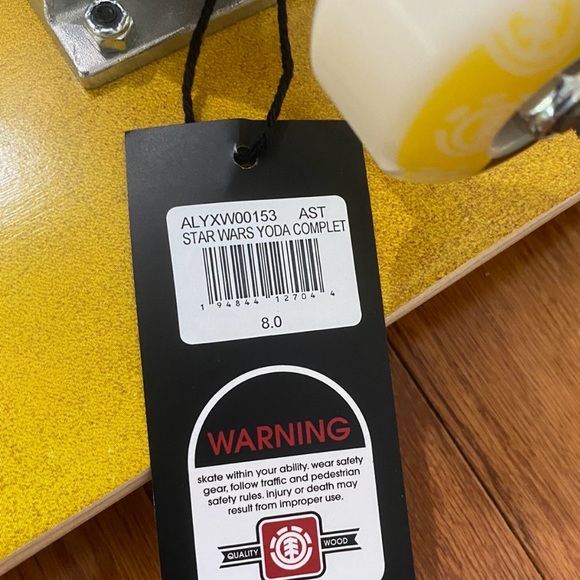 ALYXW00153 AST
STAR WARS YODA COMPLET
1 94844 12704 4
8.0
WARNING
skate within your ability. wear safety
gear, follow traffic and pedestrian
safety rules. injury or death may
result from improper use.
QUALITY WOOD